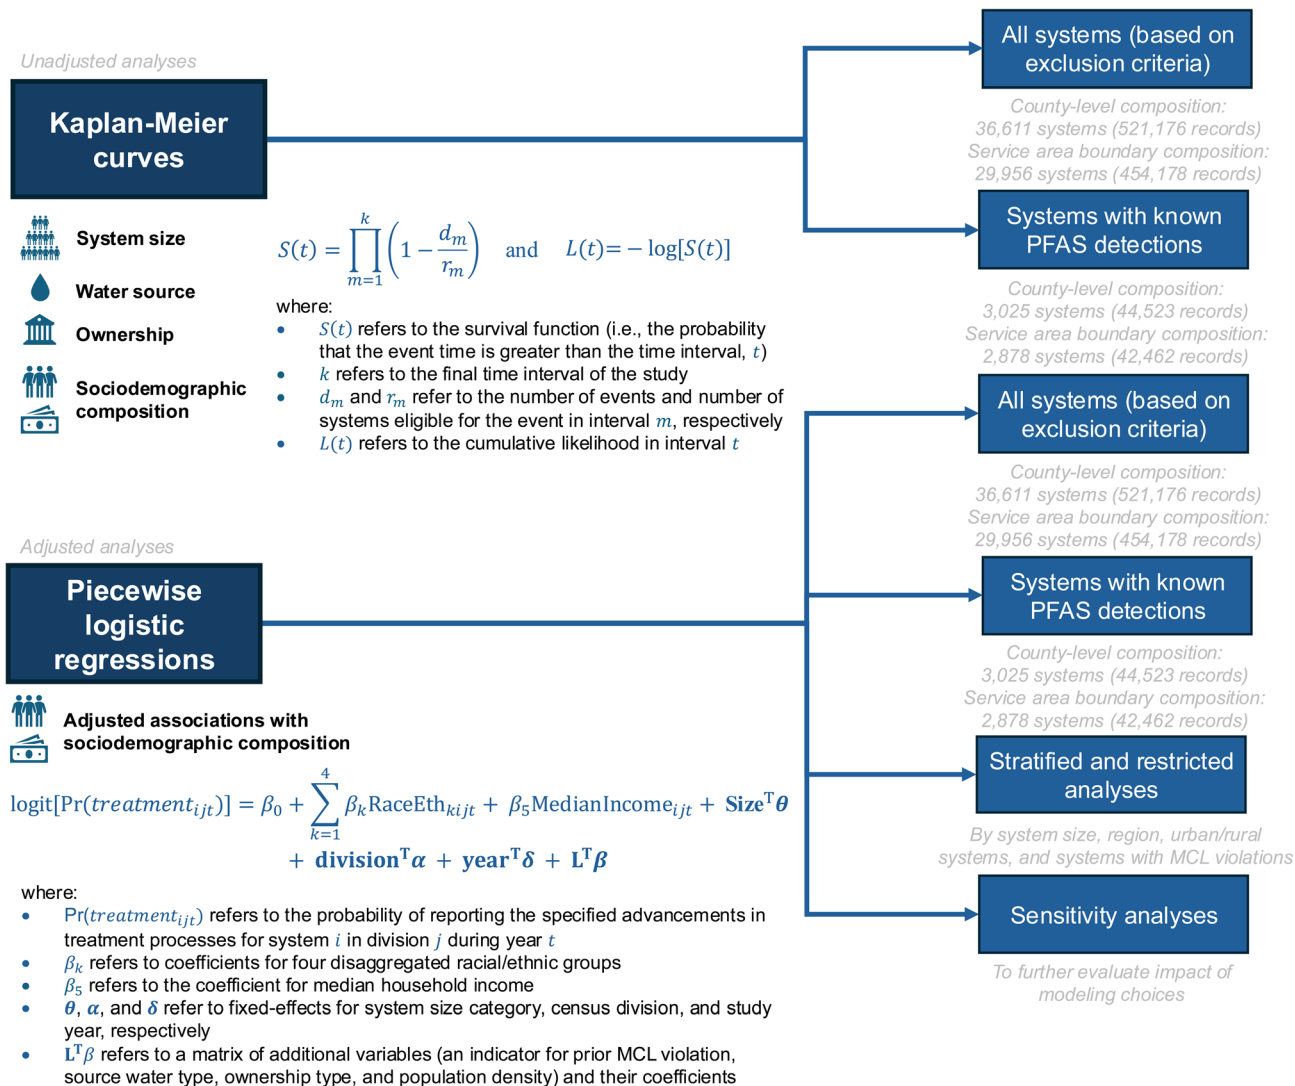 Unadjusted analyses
Kaplan-Meier
curves
System size
Water source
Ownership
Sociodemographic
composition
S(t) = ∏_{m=1}^{k} (1 − d_m/r_m) and L(t)= − log[S(t)]
where:
• S(t) refers to the survival function (i.e., the probability
that the event time is greater than the time interval, t)
• k refers to the final time interval of the study
• d_m and r_m refer to the number of events and number of
systems eligible for the event in interval m, respectively
• L(t) refers to the cumulative likelihood in interval t
All systems (based on
exclusion criteria)
County-level composition:
36,611 systems (521,176 records)
Service area boundary composition:
29,956 systems (454,178 records)
Systems with known
PFAS detections
County-level composition:
3,025 systems (44,523 records)
Service area boundary composition:
2,878 systems (42,462 records)
Adjusted analyses
Piecewise
logistic
regressions
Adjusted associations with
sociodemographic composition
logit[Pr(treatment_{ijt})] = β_0 + ∑_{k=1}^{4} β_k RaceEth_{kijt} + β_5 MedianIncome_{ijt} + Size^T θ
+ division^T α + year^T δ + L^T β
where:
• Pr(treatment_{ijt}) refers to the probability of reporting the specified advancements in
treatment processes for system i in division j during year t
• β_k refers to coefficients for four disaggregated racial/ethnic groups
• β_5 refers to the coefficient for median household income
• θ, α, and δ refer to fixed-effects for system size category, census division, and study
year, respectively
• L^T β refers to a matrix of additional variables (an indicator for prior MCL violation,
source water type, ownership type, and population density) and their coefficients
All systems (based on
exclusion criteria)
County-level composition:
36,611 systems (521,176 records)
Service area boundary composition:
29,956 systems (454,178 records)
Systems with known
PFAS detections
County-level composition:
3,025 systems (44,523 records)
Service area boundary composition:
2,878 systems (42,462 records)
Stratified and restricted
analyses
By system size, region, urban/rural
systems, and systems with MCL violations
Sensitivity analyses
To further evaluate impact of
modeling choices